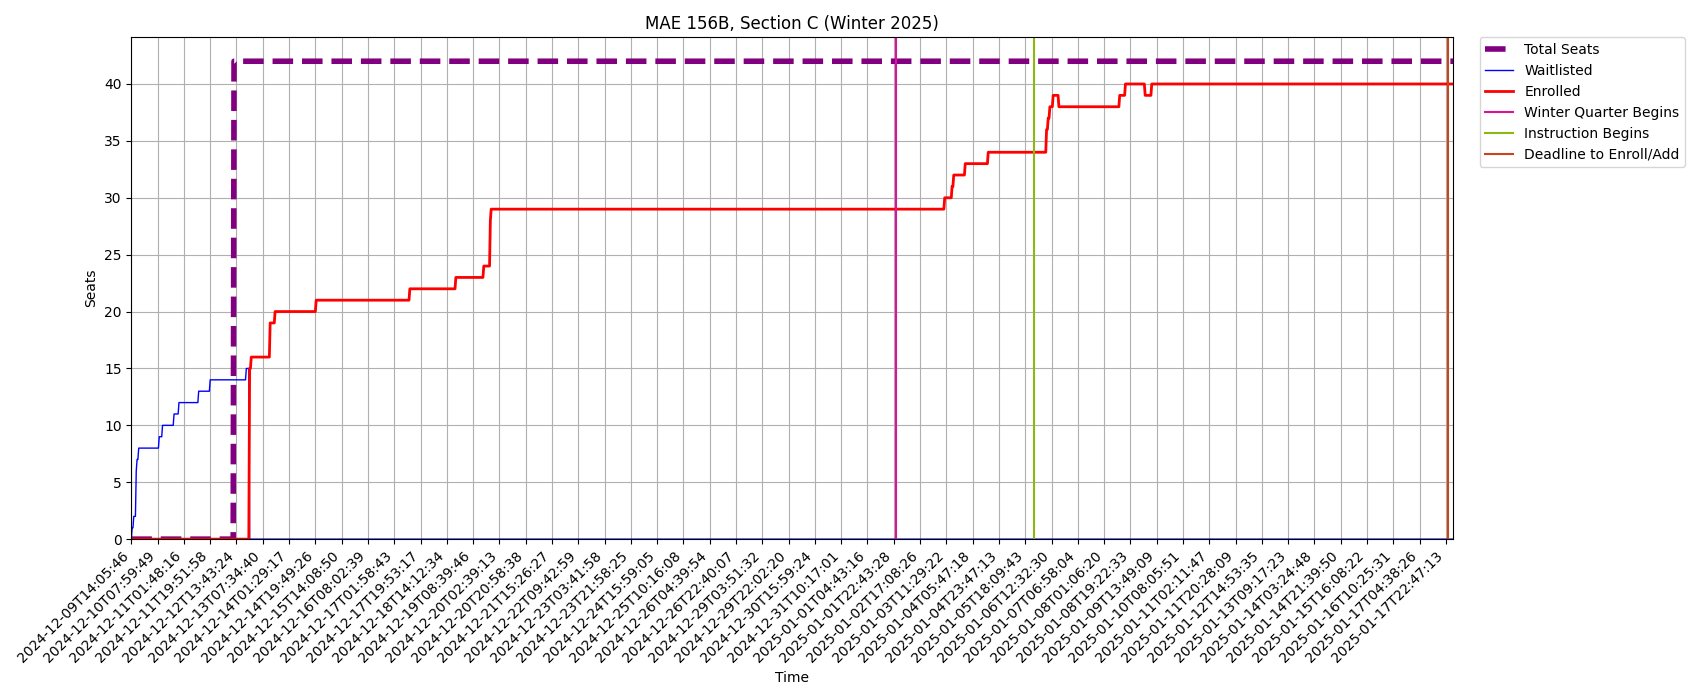 MAE 156B, Section C (Winter 2025)
Total Seats
Waitlisted
Enrolled
Winter Quarter Begins
Instruction Begins
Deadline to Enroll/Add
Seats
40
35
30
25
20
15
10
5
0
2024-12-09T14:05:46
2024-12-10T07:59:49
2024-12-11T01:48:16
2024-12-11T19:51:58
2024-12-12T13:43:24
2024-12-13T07:34:40
2024-12-14T01:29:17
2024-12-14T19:49:26
2024-12-15T14:08:50
2024-12-16T08:02:39
2024-12-17T01:58:43
2024-12-17T19:53:17
2024-12-18T14:12:34
2024-12-19T08:39:46
2024-12-20T02:39:13
2024-12-20T20:58:38
2024-12-21T15:26:27
2024-12-22T09:42:59
2024-12-23T03:41:58
2024-12-23T21:58:25
2024-12-24T15:59:05
2024-12-25T10:16:08
2024-12-26T04:39:54
2024-12-26T22:40:07
2024-12-29T03:51:32
2024-12-29T22:02:20
2024-12-30T15:59:24
2024-12-31T10:17:01
2025-01-01T04:43:16
2025-01-01T22:43:28
2025-01-02T17:08:26
2025-01-03T11:29:22
2025-01-04T05:47:18
2025-01-04T23:47:13
2025-01-05T18:09:43
2025-01-06T12:32:30
2025-01-07T06:58:04
2025-01-08T01:06:20
2025-01-08T19:22:33
2025-01-09T13:49:09
2025-01-10T08:05:51
2025-01-11T02:11:47
2025-01-11T20:28:09
2025-01-12T14:53:35
2025-01-13T09:17:23
2025-01-14T03:24:48
2025-01-14T21:39:50
2025-01-15T16:08:22
2025-01-16T10:25:31
2025-01-17T04:38:26
2025-01-17T22:47:13
Time